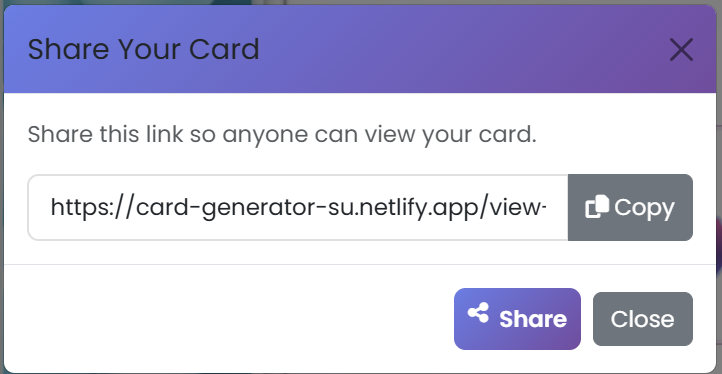 Share Your Card
Share this link so anyone can view your card.
https://card-generator-su.netlify.app/view-
Copy
Share
Close